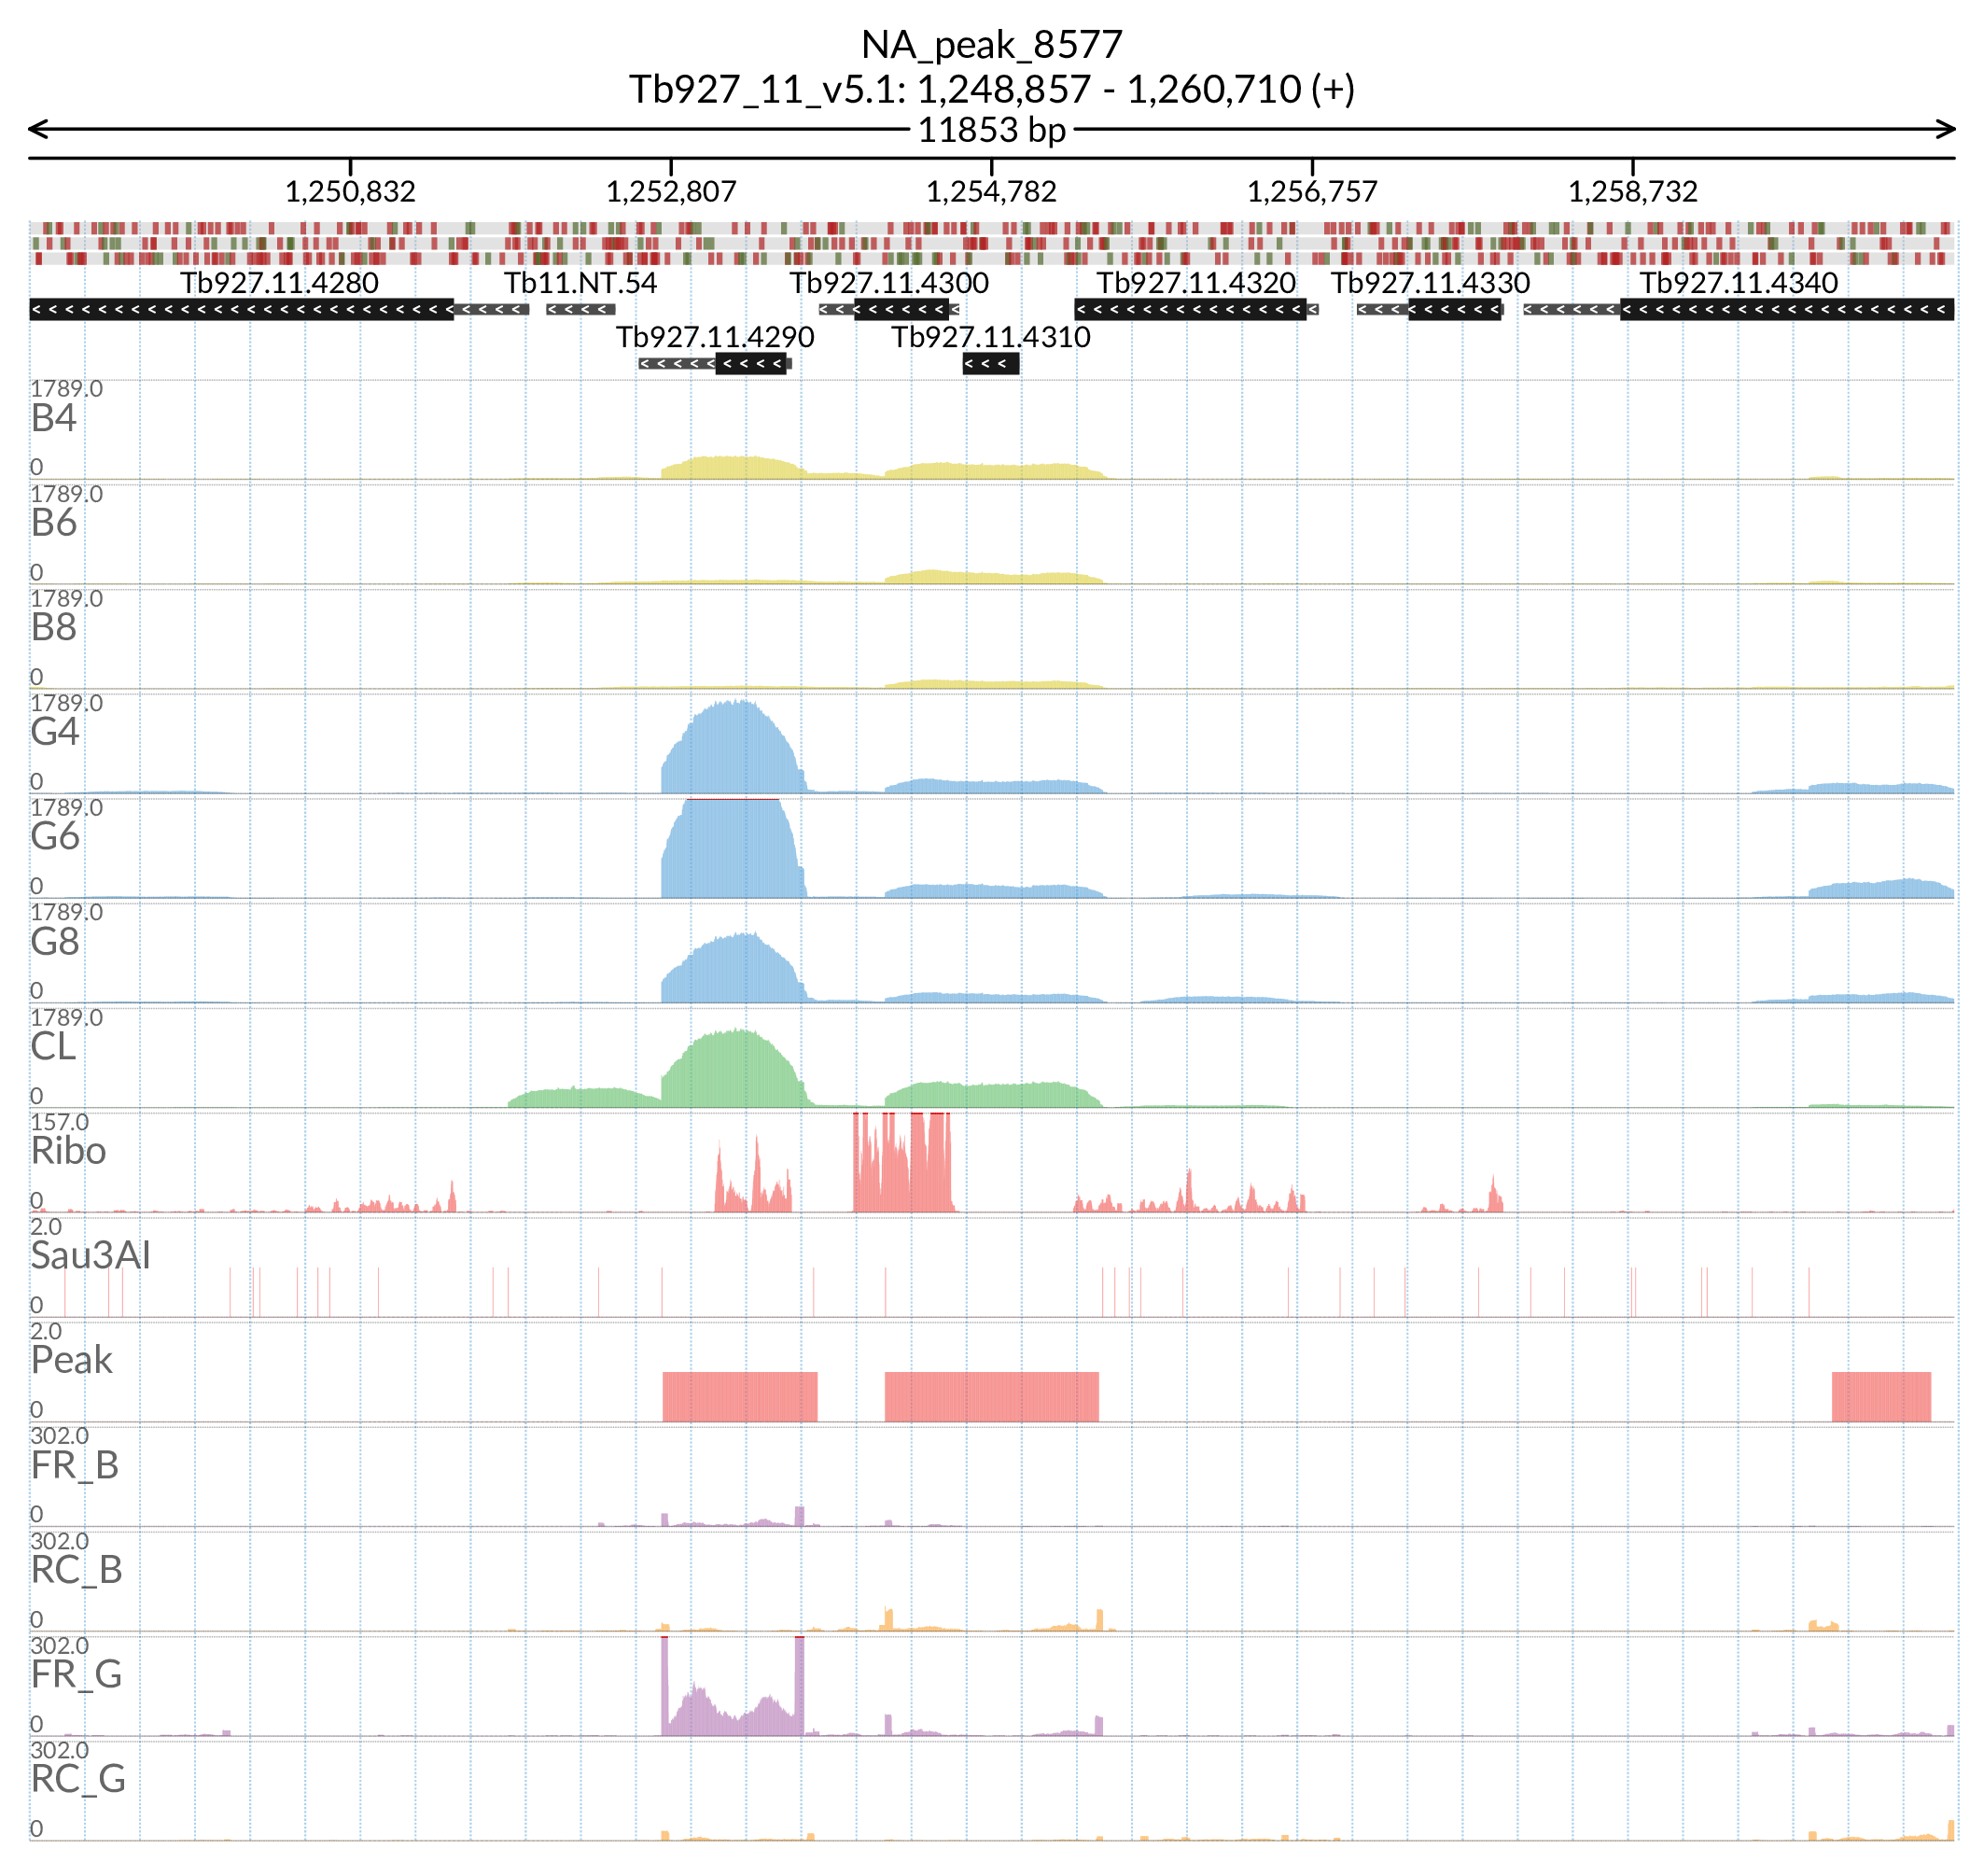 NA_peak_8577
Tb927_11_v5.1: 1,248,857 - 1,260,710 (+)
11853 bp
1,250,832 1,252,807 1,254,782 1,256,757 1,258,732
Tb927.11.4280 Tb11.NT.54 Tb927.11.4300 Tb927.11.4320 Tb927.11.4330 Tb927.11.4340
Tb927.11.4290 Tb927.11.4310
1789.0
B4
0
1789.0
B6
0
1789.0
B8
0
1789.0
G4
0
1789.0
G6
0
1789.0
G8
0
1789.0
CL
0
157.0
Ribo
0
2.0
Sau3AI
0
2.0
Peak
0
302.0
FR_B
0
302.0
RC_B
0
302.0
FR_G
0
302.0
RC_G
0